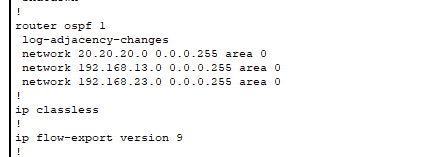 !
router ospf 1
log-adjacency-changes
network 20.20.20.0 0.0.0.255 area 0
network 192.168.13.0 0.0.0.255 area 0
network 192.168.23.0 0.0.0.255 area 0
!
ip classless
!
ip flow-export version 9
!